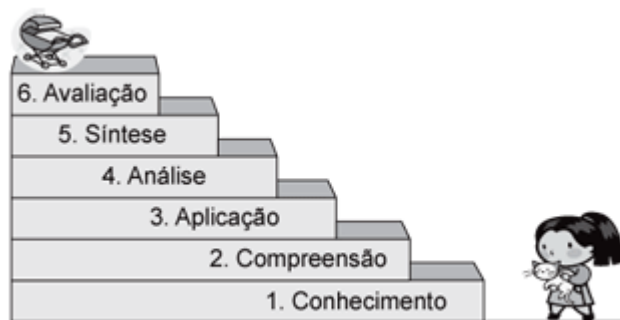 6. Avaliação
5. Síntese
4. Análise
3. Aplicação
2. Compreensão
1. Conhecimento